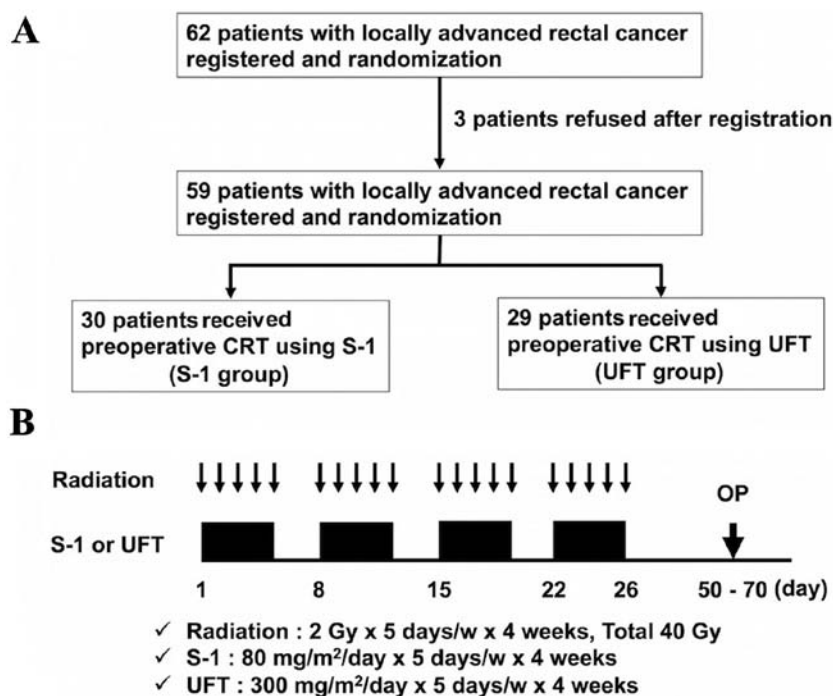 A
62 patients with locally advanced rectal cancer
registered and randomization
3 patients refused after registration
59 patients with locally advanced rectal cancer
registered and randomization
30 patients received
preoperative CRT using S-1
(S-1 group)
29 patients received
preoperative CRT using UFT
(UFT group)
B
Radiation
OP
S-1 or UFT
1 8 15 22 26 50 - 70 (day)
✓ Radiation : 2 Gy x 5 days/w x 4 weeks, Total 40 Gy
✓ S-1 : 80 mg/m²/day x 5 days/w x 4 weeks
✓ UFT : 300 mg/m²/day x 5 days/w x 4 weeks